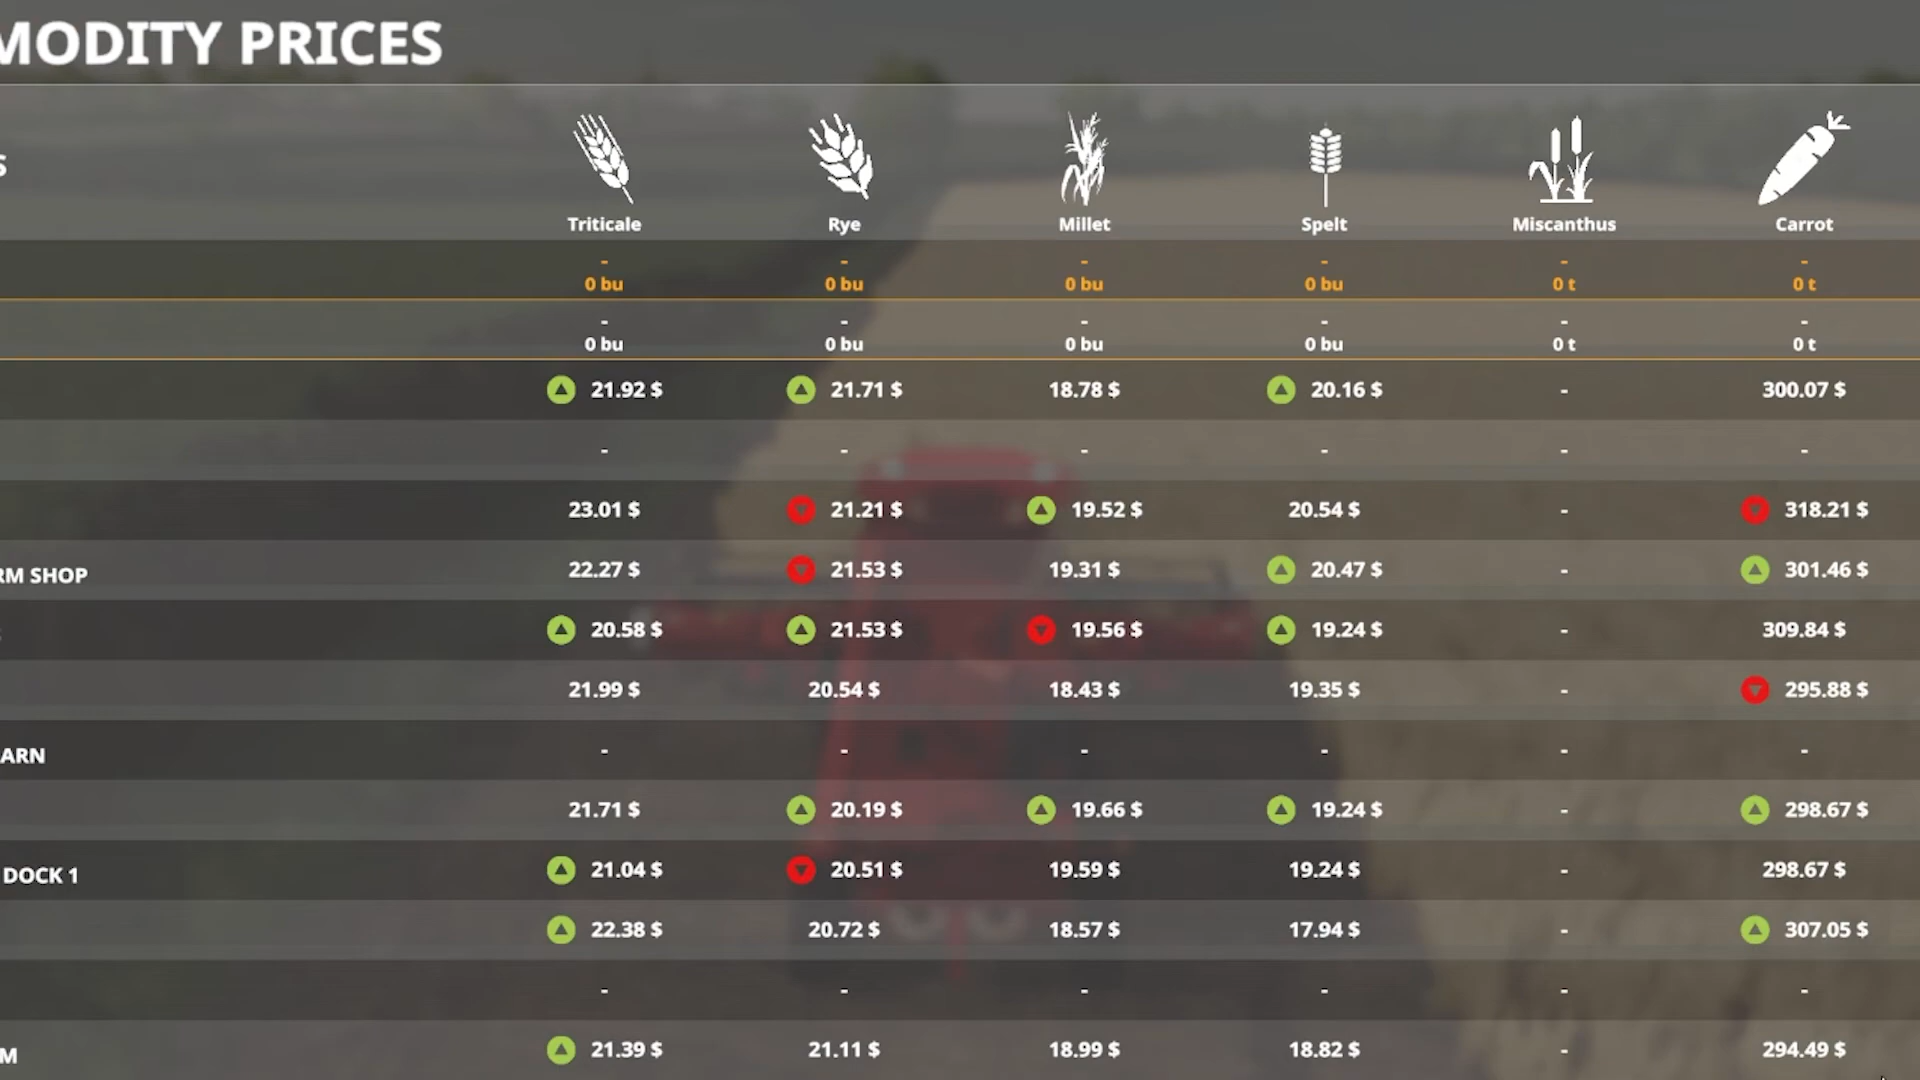 MODITY PRICES
S
Triticale Rye Millet Spelt Miscanthus Carrot
- - - - - -
0 bu 0 bu 0 bu 0 bu 0 t 0 t
- - - - - -
0 bu 0 bu 0 bu 0 bu 0 t 0 t
21.92 $ 21.71 $ 18.78 $ 20.16 $ - 300.07 $
- - - - - -
23.01 $ 21.21 $ 19.52 $ 20.54 $ - 318.21 $
RM SHOP 22.27 $ 21.53 $ 19.31 $ 20.47 $ - 301.46 $
20.58 $ 21.53 $ 19.56 $ 19.24 $ - 309.84 $
21.99 $ 20.54 $ 18.43 $ 19.35 $ - 295.88 $
ARN - - - - - -
21.71 $ 20.19 $ 19.66 $ 19.24 $ - 298.67 $
DOCK 1 21.04 $ 20.51 $ 19.59 $ 19.24 $ - 298.67 $
22.38 $ 20.72 $ 18.57 $ 17.94 $ - 307.05 $
- - - - - -
M 21.39 $ 21.11 $ 18.99 $ 18.82 $ - 294.49 $